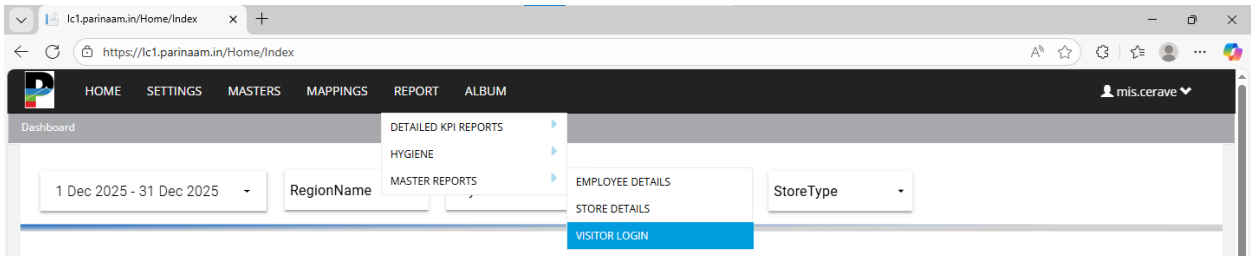 lc1.parinaam.in/Home/Index
https://lc1.parinaam.in/Home/Index
HOME SETTINGS MASTERS MAPPINGS REPORT ALBUM mis.cerave
Dashboard
DETAILED KPI REPORTS
HYGIENE
MASTER REPORTS
1 Dec 2025 - 31 Dec 2025 RegionName StoreType
EMPLOYEE DETAILS
STORE DETAILS
VISITOR LOGIN